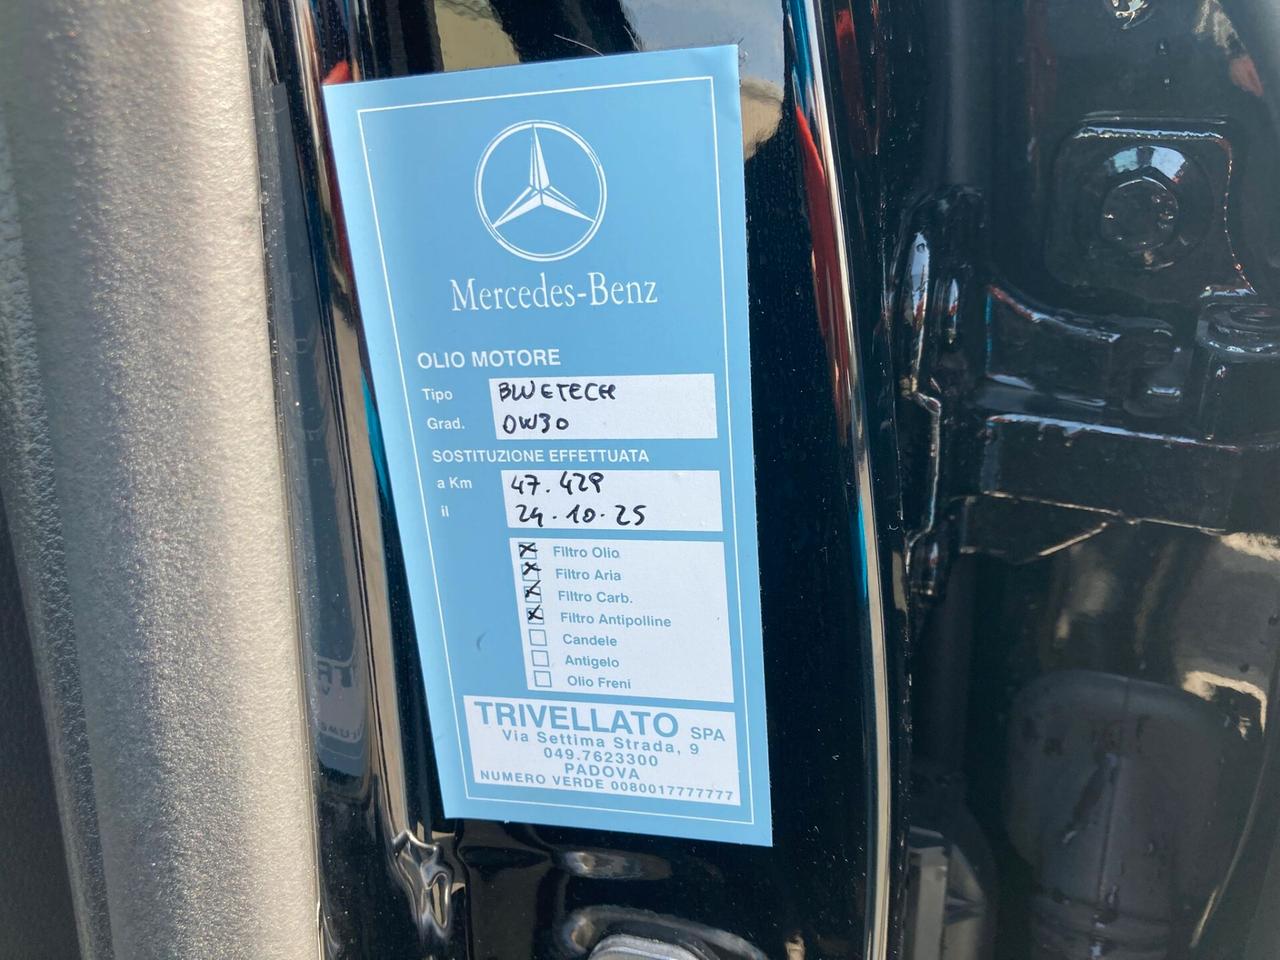 Mercedes-Benz
OLIO MOTORE
Tipo BLUETECH
Grad. 0W30
SOSTITUZIONE EFFETTUATA
a Km 47.429
il 24.10.25
Filtro Olio
Filtro Aria
Filtro Carb.
Filtro Antipolline
Candele
Antigelo
Olio Freni
TRIVELLATO SPA
Via Settima Strada, 9
049.7623300
PADOVA
NUMERO VERDE 0080017777777